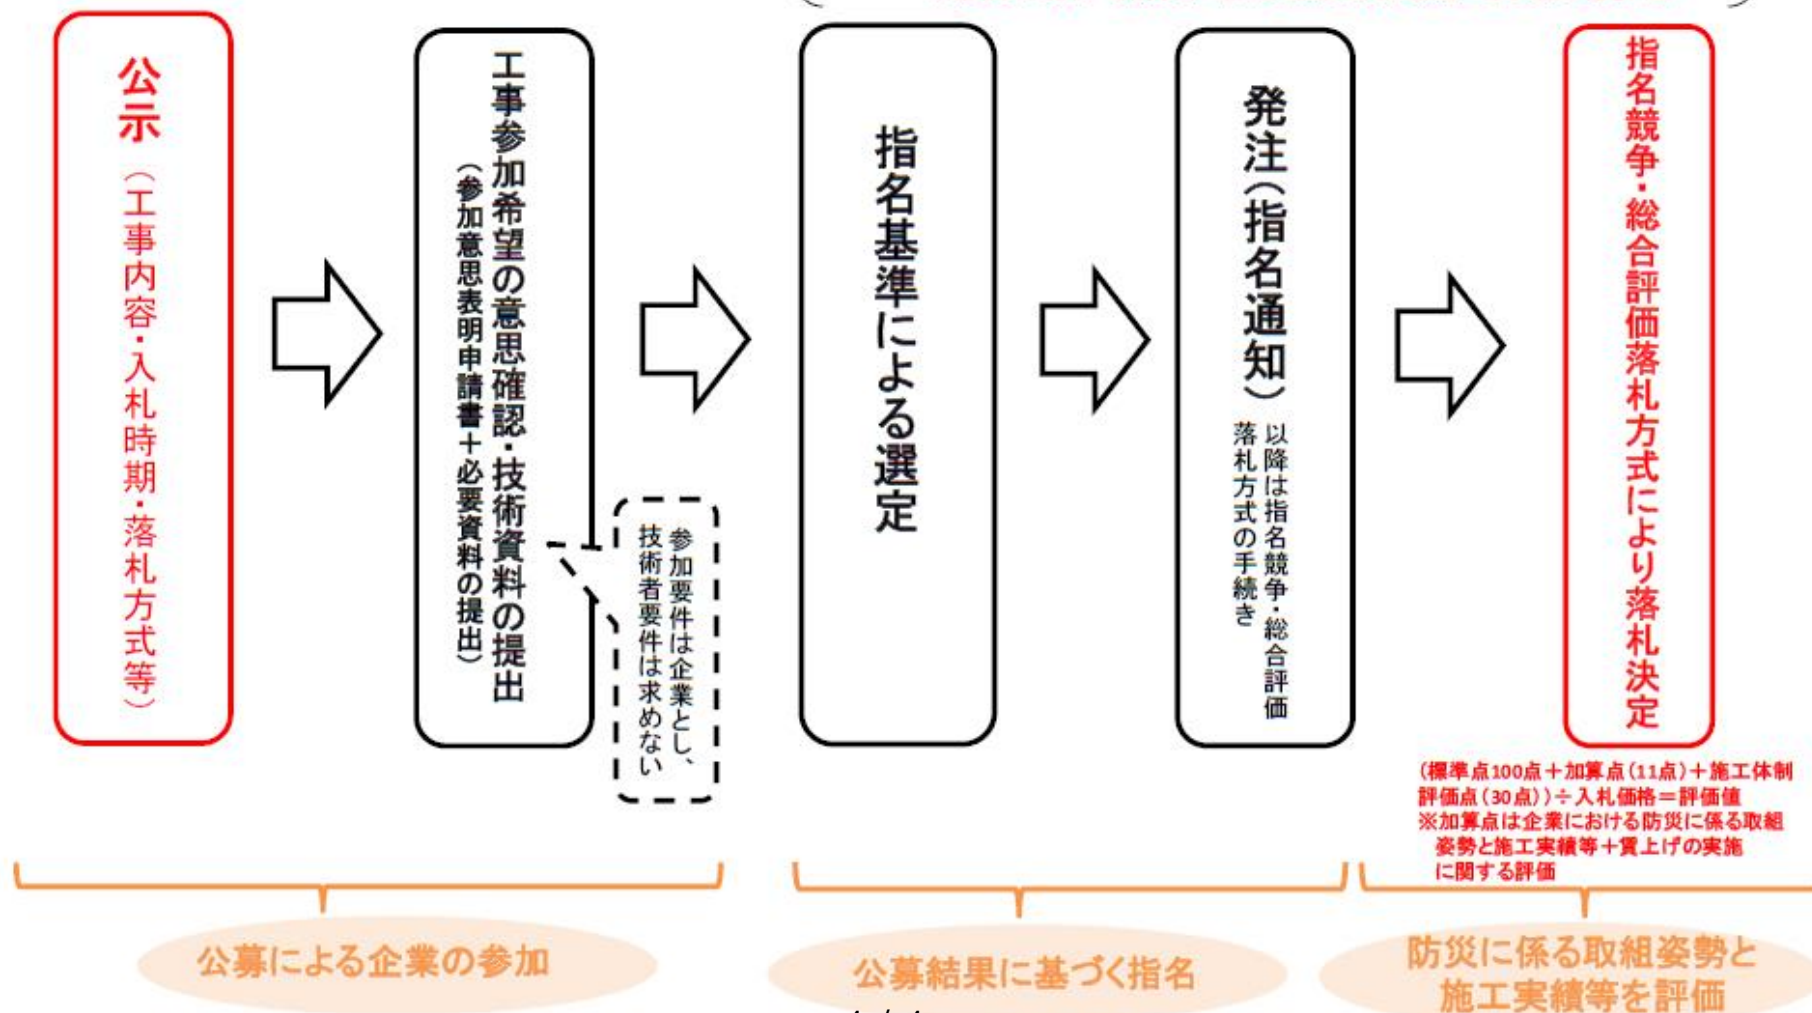 公示（工事内容・入札時期・落札方式等）
工事参加希望の意思確認・技術資料の提出
（参加意思表明申請書＋必要資料の提出）
参加要件は企業とし、
技術者要件は求めない
指名基準による選定
発注（指名通知）
以降は指名競争・総合評価
落札方式の手続き
指名競争・総合評価落札方式により落札決定
(標準点100点＋加算点(11点)＋施工体制
評価点(30点))÷入札価格＝評価値
※加算点は企業における防災に係る取組
姿勢と施工実績等＋賃上げの実施
に関する評価
公募による企業の参加
公募結果に基づく指名
防災に係る取組姿勢と
施工実績等を評価